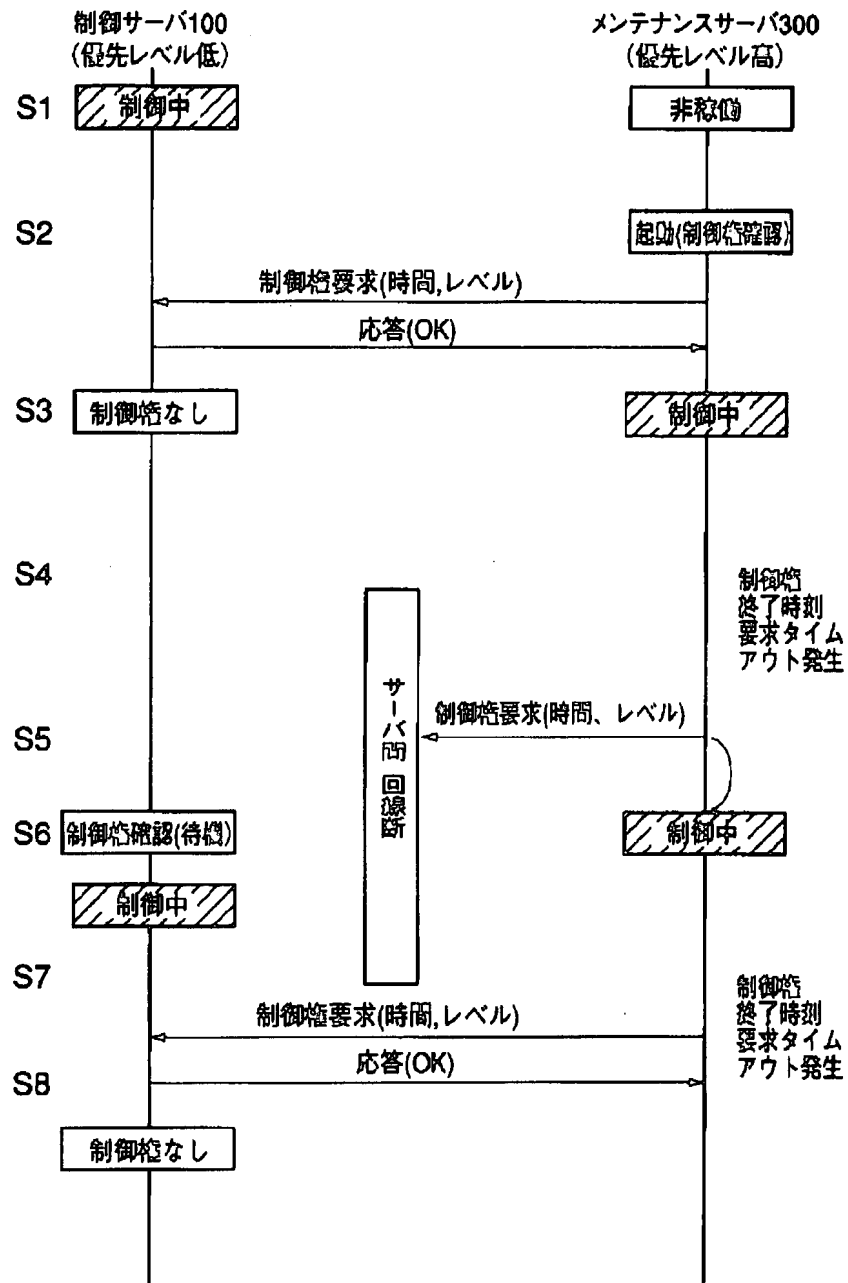 制御サーバ100
(優先レベル低)
メンテナンスサーバ300
(優先レベル高)
S1
制御中
非稼働
S2
起動(制御権確認)
制御権要求(時間,レベル)
応答(OK)
S3
制御権なし
制御中
S4
制御権
終了時刻
要求タイム
アウト発生
サーバ間 回線断
制御権要求(時間、レベル)
S5
S6
制御権確認(待機)
制御中
制御中
S7
制御権要求(時間,レベル)
制御権
終了時刻
要求タイム
アウト発生
応答(OK)
S8
制御権なし